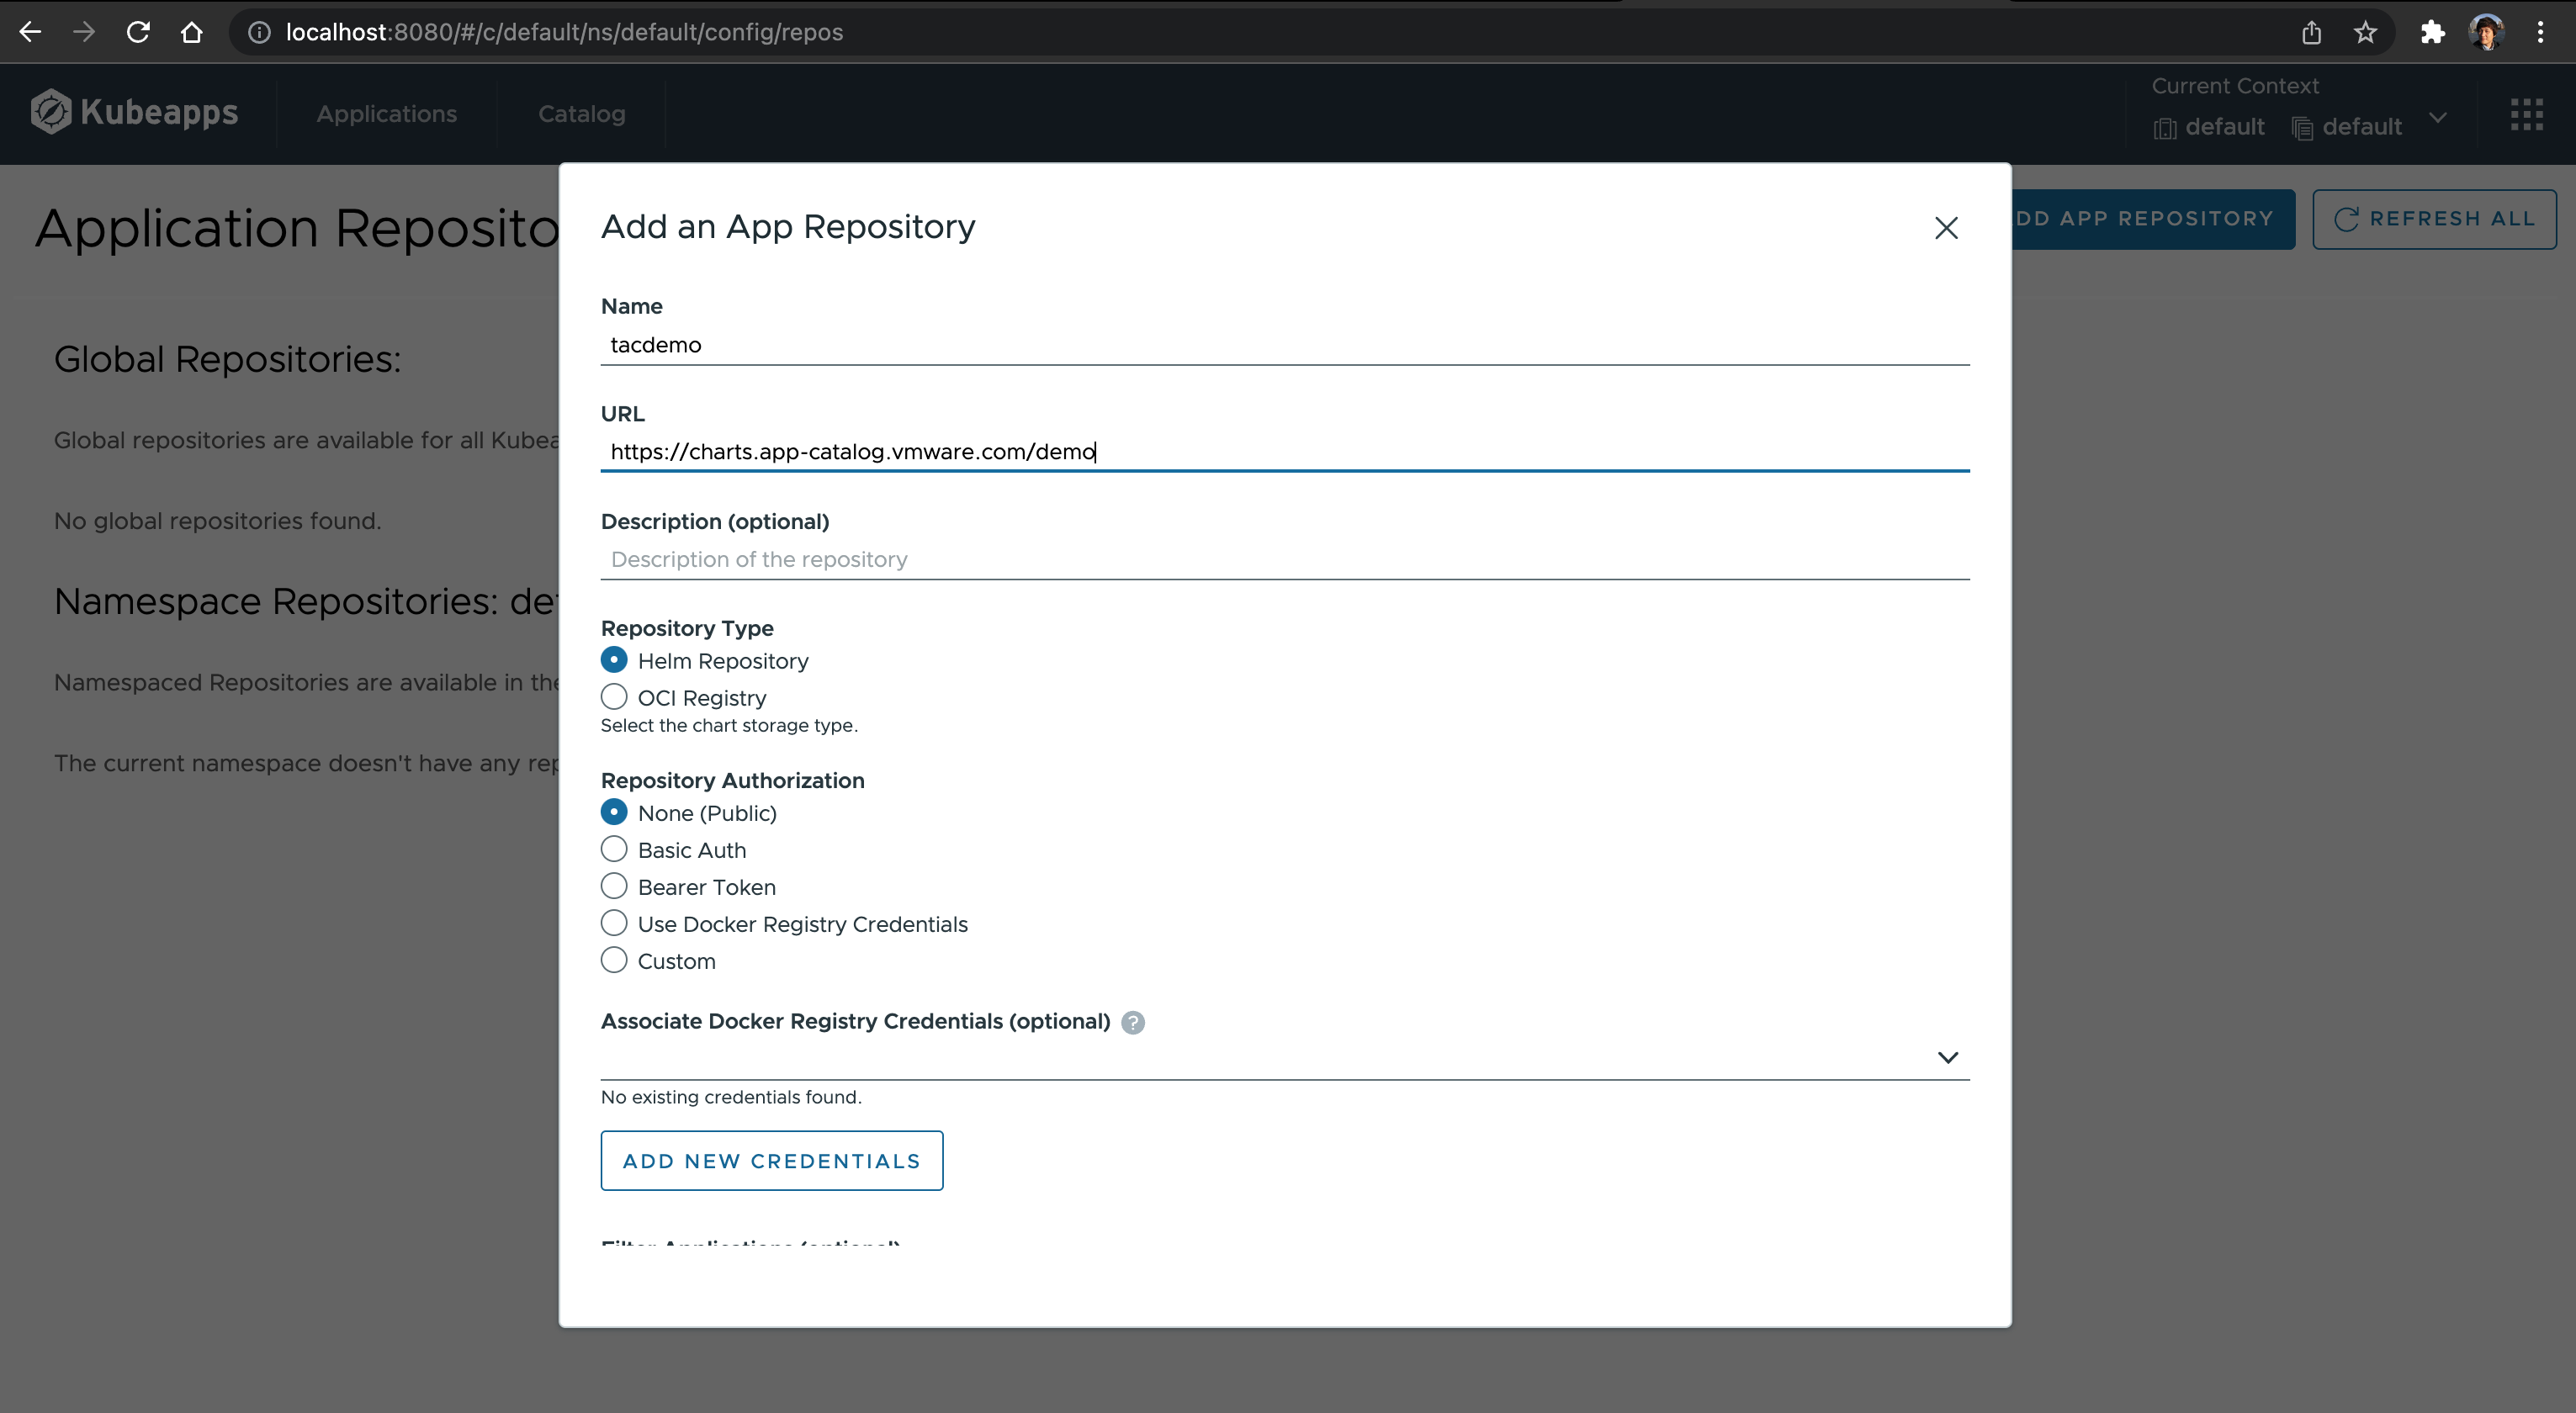 localhost:8080/#/c/default/ns/default/config/repos
Kubeapps
Applications
Catalog
Current Context
default
default
Application Reposito
DD APP REPOSITORY
REFRESH ALL
Global Repositories:
Global repositories are available for all Kubea
No global repositories found.
Namespace Repositories: de
Namespaced Repositories are available in the
The current namespace doesn't have any rep
Add an App Repository
Name
tacdemo
URL
https://charts.app-catalog.vmware.com/demo
Description (optional)
Description of the repository
Repository Type
Helm Repository
OCI Registry
Select the chart storage type.
Repository Authorization
None (Public)
Basic Auth
Bearer Token
Use Docker Registry Credentials
Custom
Associate Docker Registry Credentials (optional) ?
No existing credentials found.
ADD NEW CREDENTIALS
Filter Applications (optional)